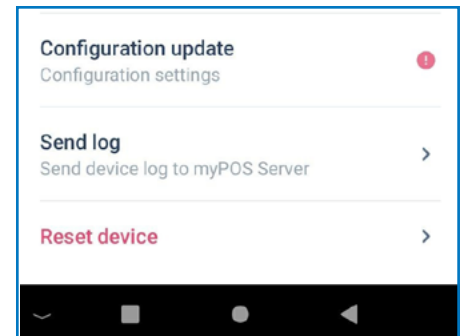 Configuration update
Configuration settings
Send log
Send device log to myPOS Server
Reset device